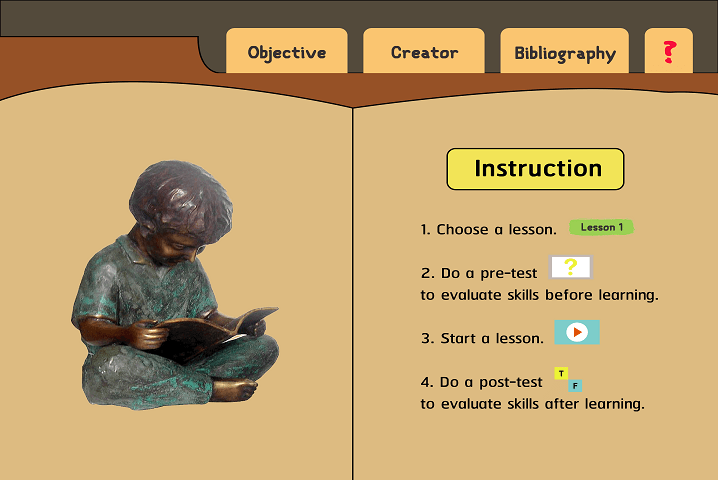 Objective
Creator
Bibliography
?
Instruction
1. Choose a lesson. Lesson 1
2. Do a pre-test ?
to evaluate skills before learning.
3. Start a lesson.
4. Do a post-test T F
to evaluate skills after learning.